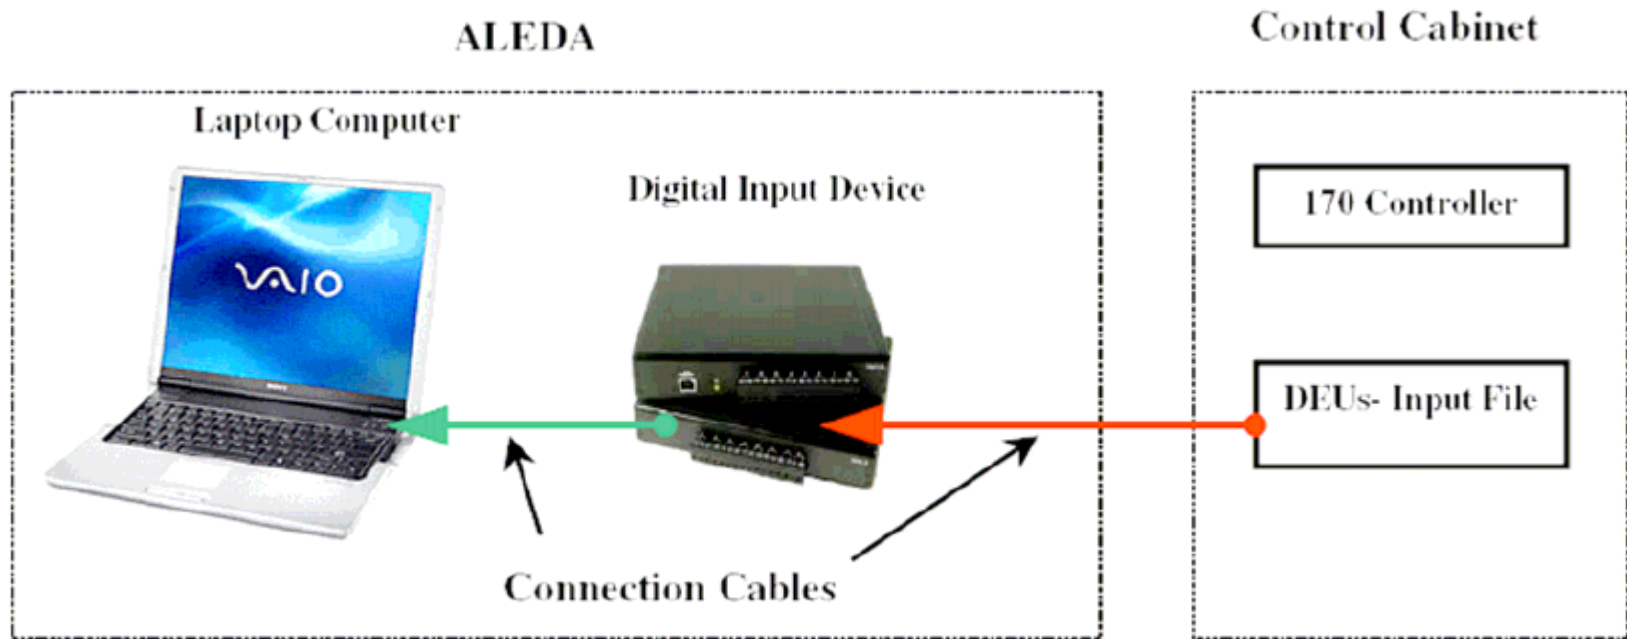 ALEDA
Control Cabinet
Laptop Computer
Digital Input Device
VAIO
170 Controller
DEUs- Input File
Connection Cables